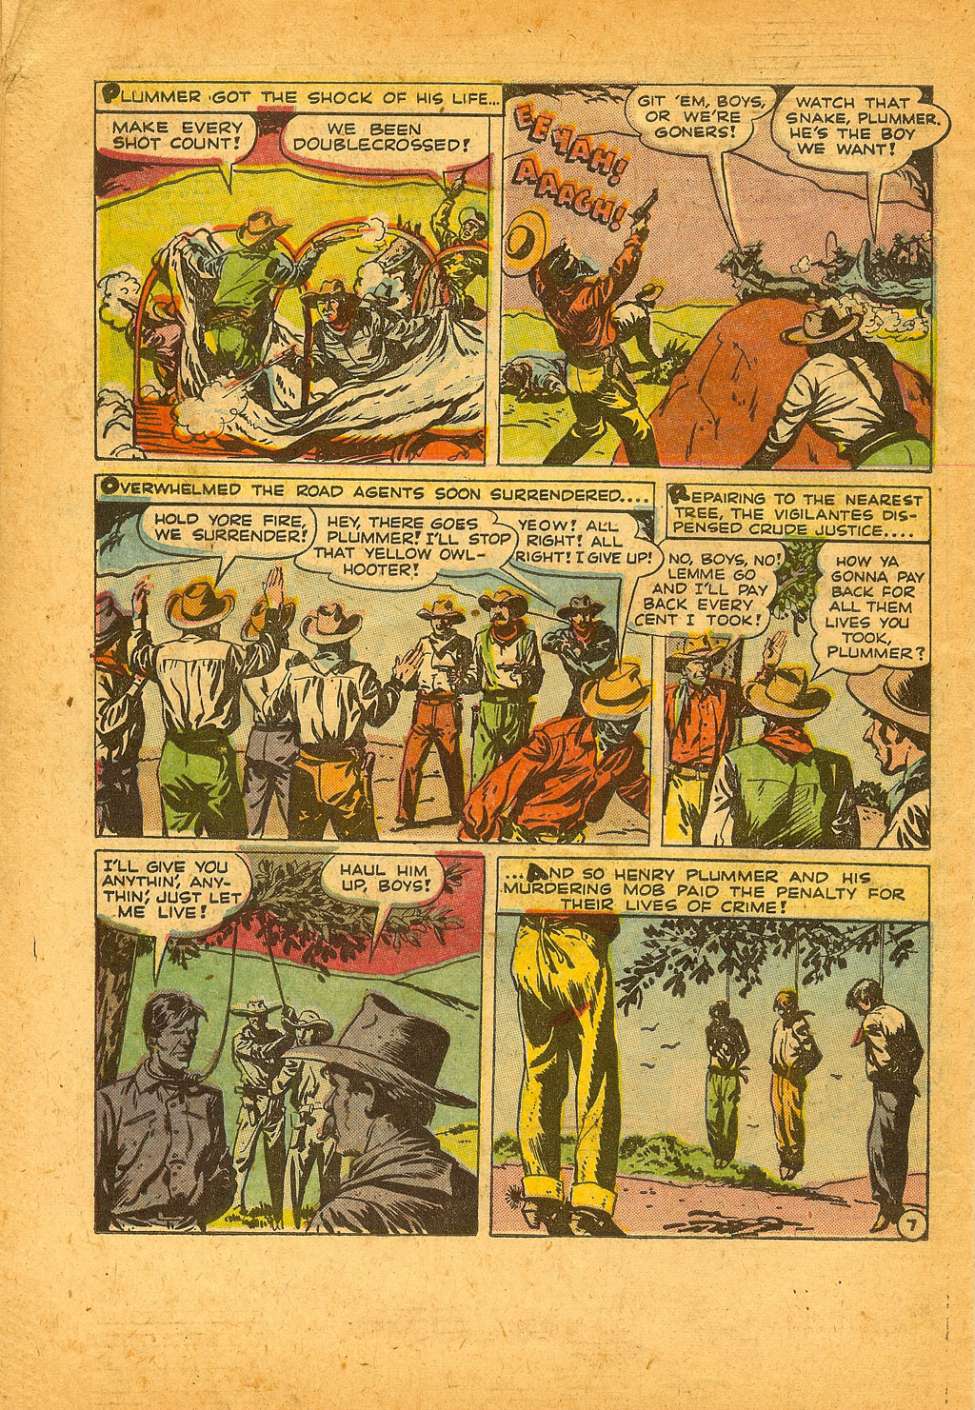 PLUMMER GOT THE SHOCK OF HIS LIFE...
MAKE EVERY
SHOT COUNT!
WE BEEN
DOUBLECROSSED!
EEYAH!
AAAGH!
GIT 'EM, BOYS,
OR WE'RE
GONERS!
WATCH THAT
SNAKE, PLUMMER.
HE'S THE BOY
WE WANT!
OVERWHELMED THE ROAD AGENTS SOON SURRENDERED....
HOLD YORE FIRE,
WE SURRENDER!
HEY, THERE GOES
PLUMMER! I'LL STOP
THAT YELLOW OWL-
HOOTER!
YEOW! ALL
RIGHT! ALL
RIGHT! I GIVE UP!
REPAIRING TO THE NEAREST
TREE, THE VIGILANTES DIS-
PENSED CRUDE JUSTICE....
NO, BOYS, NO!
LEMME GO
AND I'LL PAY
BACK EVERY
CENT I TOOK!
HOW YA
GONNA PAY
BACK FOR
ALL THEM
LIVES YOU
TOOK,
PLUMMER?
I'LL GIVE YOU
ANYTHIN', ANY-
THIN', JUST LET
ME LIVE!
HAUL HIM
UP, BOYS!
...AND SO HENRY PLUMMER AND HIS
MURDERING MOB PAID THE PENALTY FOR
THEIR LIVES OF CRIME!
7